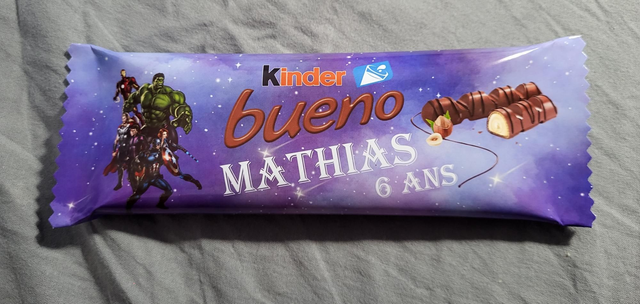 Kinder
bueno
MATHIAS
6 ANS